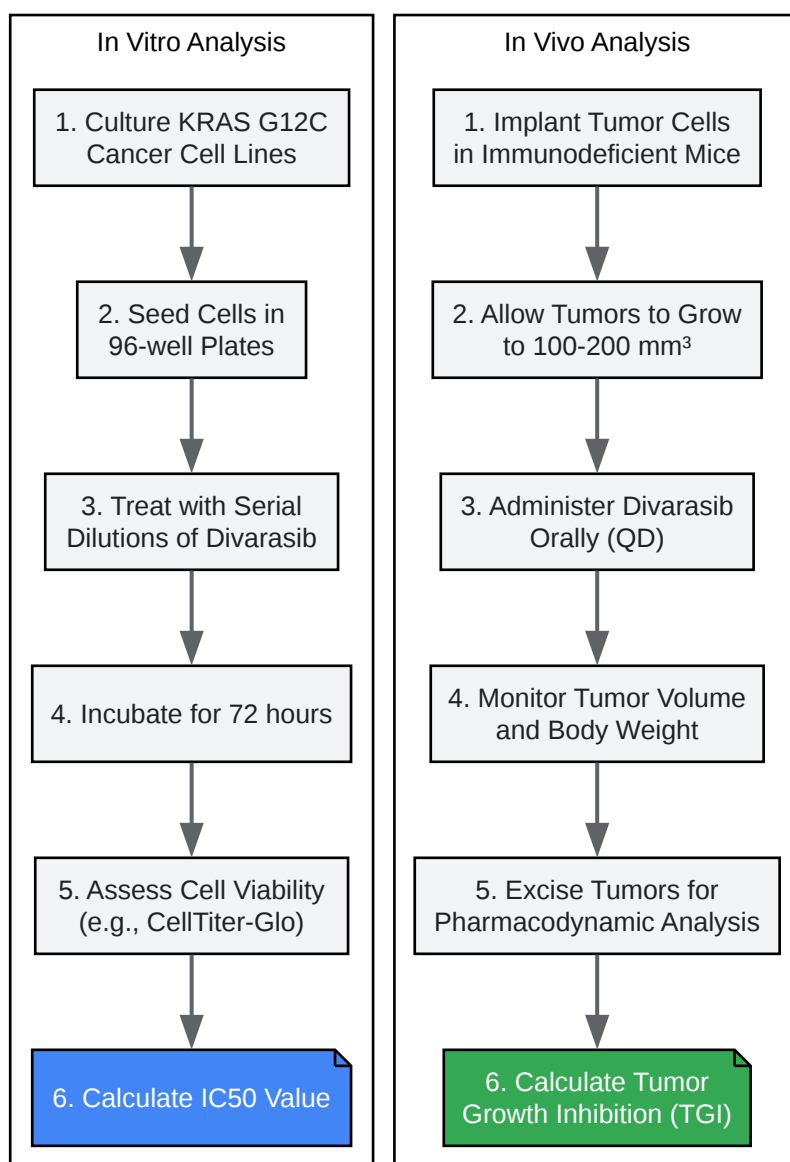 In Vitro Analysis
1. Culture KRAS G12C
Cancer Cell Lines
2. Seed Cells in
96-well Plates
3. Treat with Serial
Dilutions of Divarasib
4. Incubate for 72 hours
5. Assess Cell Viability
(e.g., CellTiter-Glo)
6. Calculate IC50 Value
In Vivo Analysis
1. Implant Tumor Cells
in Immunodeficient Mice
2. Allow Tumors to Grow
to 100-200 mm³
3. Administer Divarasib
Orally (QD)
4. Monitor Tumor Volume
and Body Weight
5. Excise Tumors for
Pharmacodynamic Analysis
6. Calculate Tumor
Growth Inhibition (TGI)